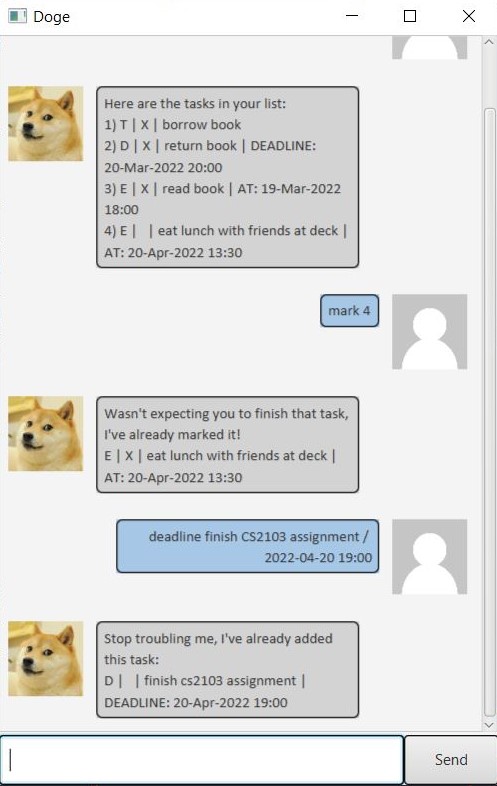 Doge
Here are the tasks in your list:
1) T | X | borrow book
2) D | X | return book | DEADLINE:
20-Mar-2022 20:00
3) E | X | read book | AT: 19-Mar-2022
18:00
4) E |   | eat lunch with friends at deck |
AT: 20-Apr-2022 13:30
mark 4
Wasn't expecting you to finish that task,
I've already marked it!
E | X | eat lunch with friends at deck |
AT: 20-Apr-2022 13:30
deadline finish CS2103 assignment /
2022-04-20 19:00
Stop troubling me, I've already added
this task:
D |   | finish cs2103 assignment |
DEADLINE: 20-Apr-2022 19:00
Send